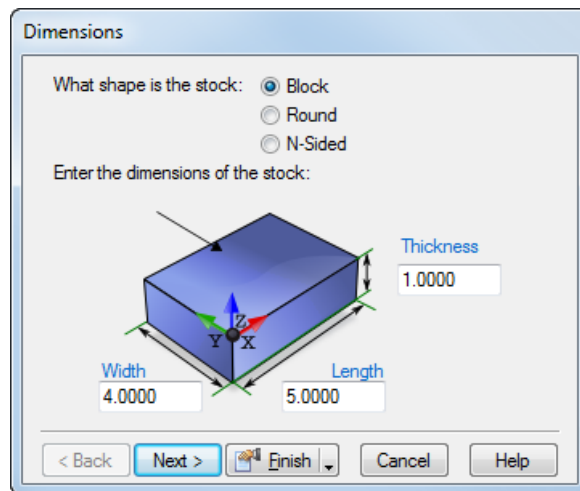 Dimensions
What shape is the stock: Block
Round
N-Sided
Enter the dimensions of the stock:
Thickness
1.0000
Z
Y X
Width Length
4.0000 5.0000
< Back Next > Finish Cancel Help